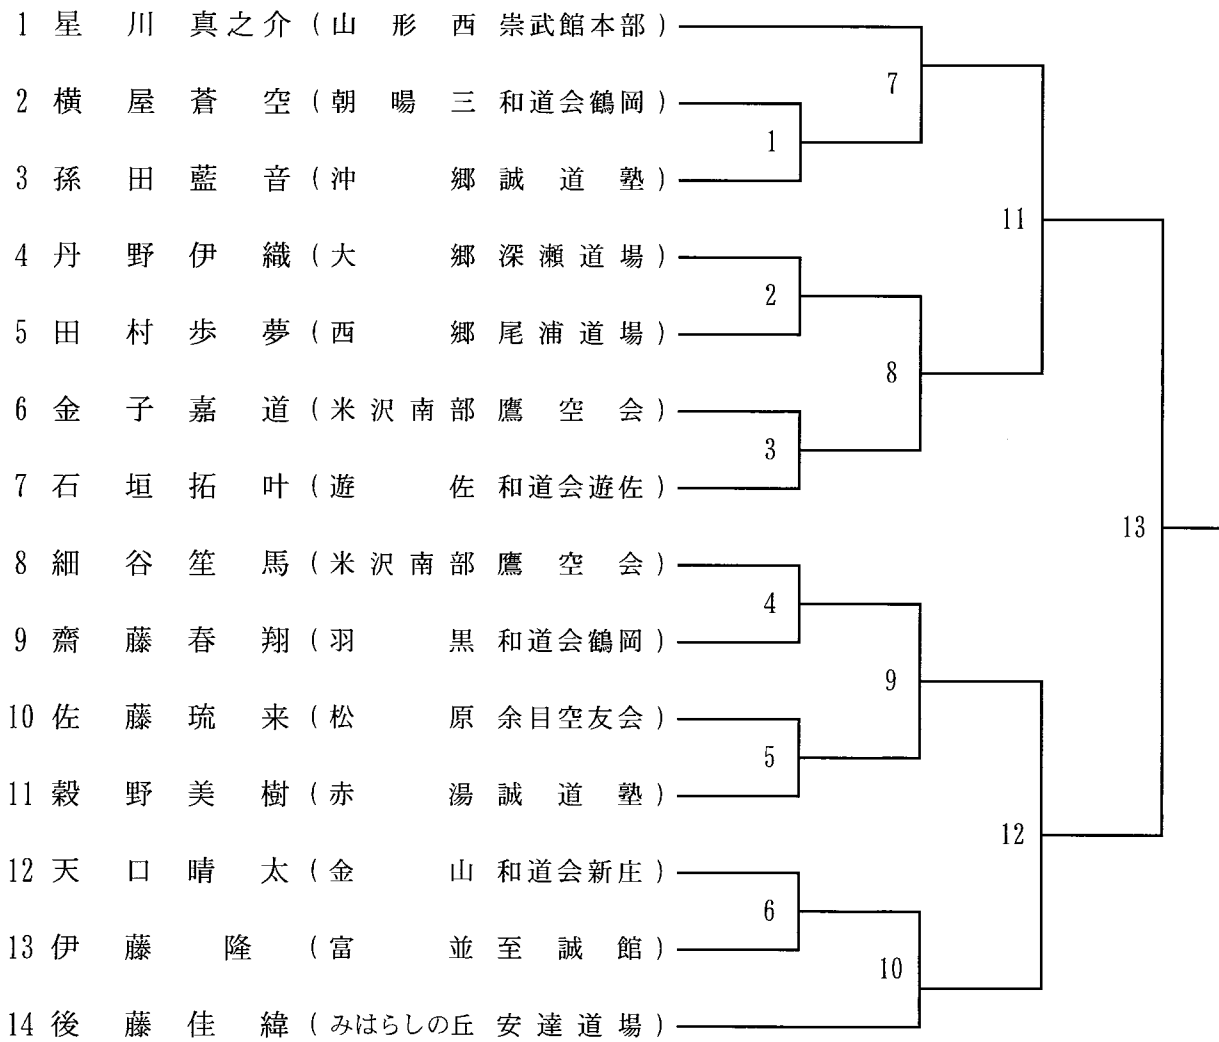 1 星川真之介(山形西 崇武館本部)
7
2 横屋蒼空(朝暘三 和道会鶴岡)
1
3 孫田藍音(沖郷 誠道塾)
11
4 丹野伊織(大郷 深瀬道場)
2
5 田村歩夢(西郷 尾浦道場)
8
6 金子嘉道(米沢南部 鷹空会)
3
7 石垣拓叶(遊佐 和道会遊佐)
13
8 細谷笙馬(米沢南部 鷹空会)
4
9 齋藤春翔(羽黒 和道会鶴岡)
9
10 佐藤琉来(松原 余目空友会)
5
11 穀野美樹(赤湯 誠道塾)
12
12 天口晴太(金山 和道会新庄)
6
13 伊藤隆(富並 至誠館)
10
14 後藤佳緯(みはらしの丘 安達道場)